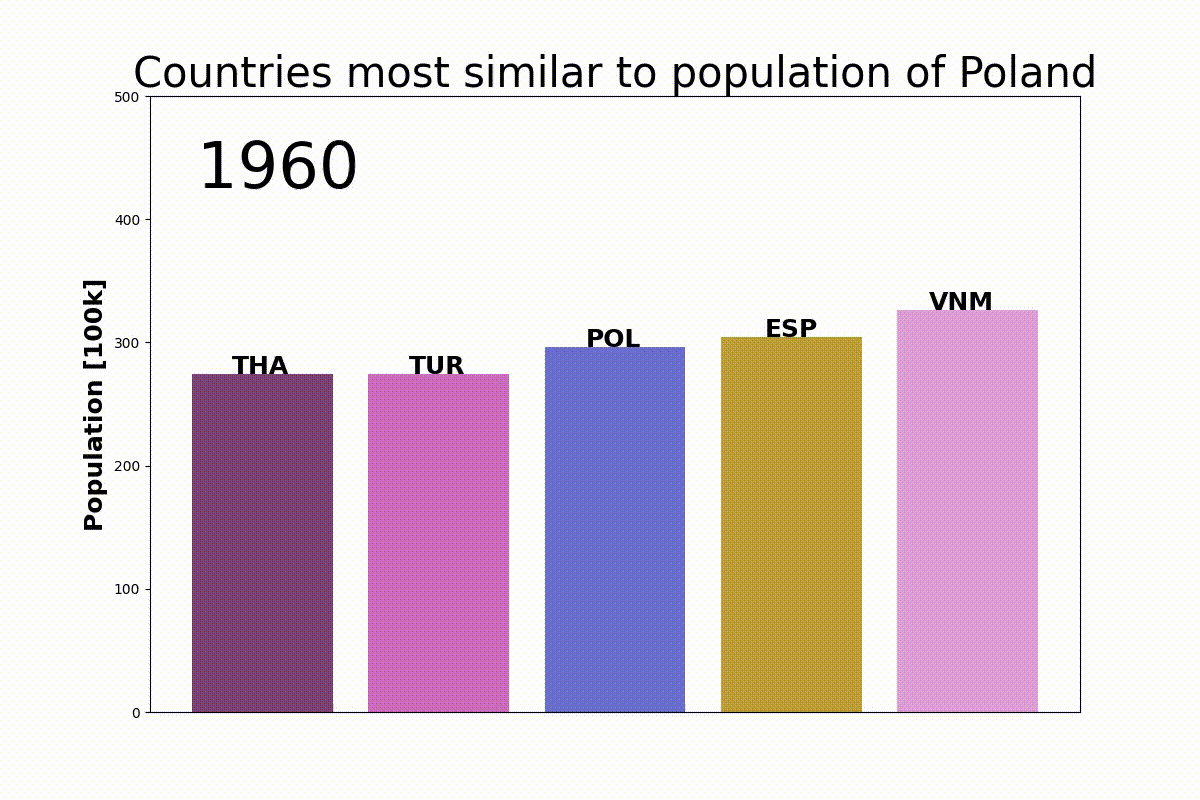 Countries most similar to population of Poland
1960
Population [100k]
500
400
300
200
100
0
THA
TUR
POL
ESP
VNM